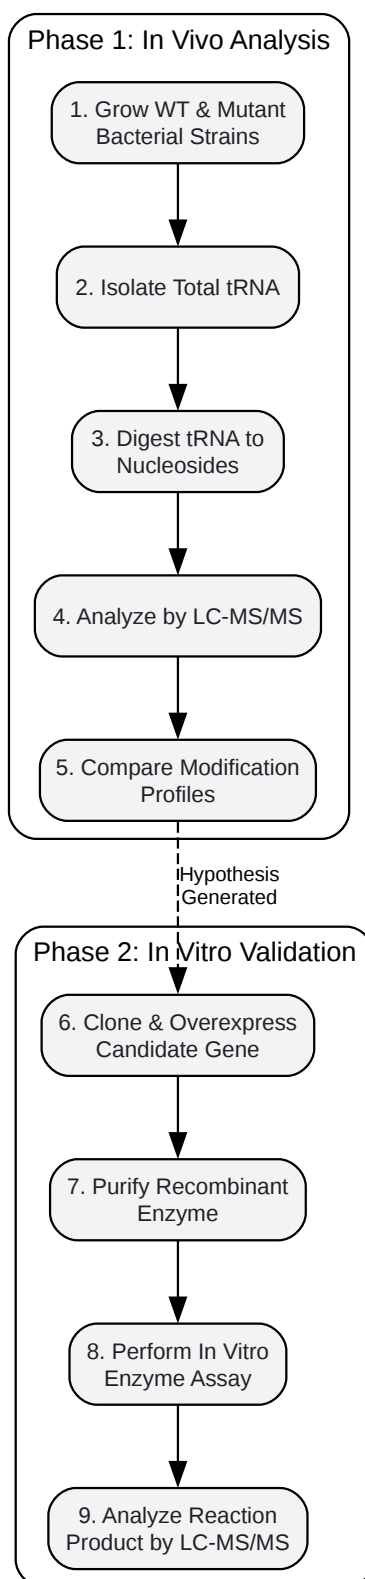 Phase 1: In Vivo Analysis
1. Grow WT & Mutant
Bacterial Strains
2. Isolate Total tRNA
3. Digest tRNA to
Nucleosides
4. Analyze by LC-MS/MS
5. Compare Modification
Profiles
Hypothesis
Generated
Phase 2: In Vitro Validation
6. Clone & Overexpress
Candidate Gene
7. Purify Recombinant
Enzyme
8. Perform In Vitro
Enzyme Assay
9. Analyze Reaction
Product by LC-MS/MS